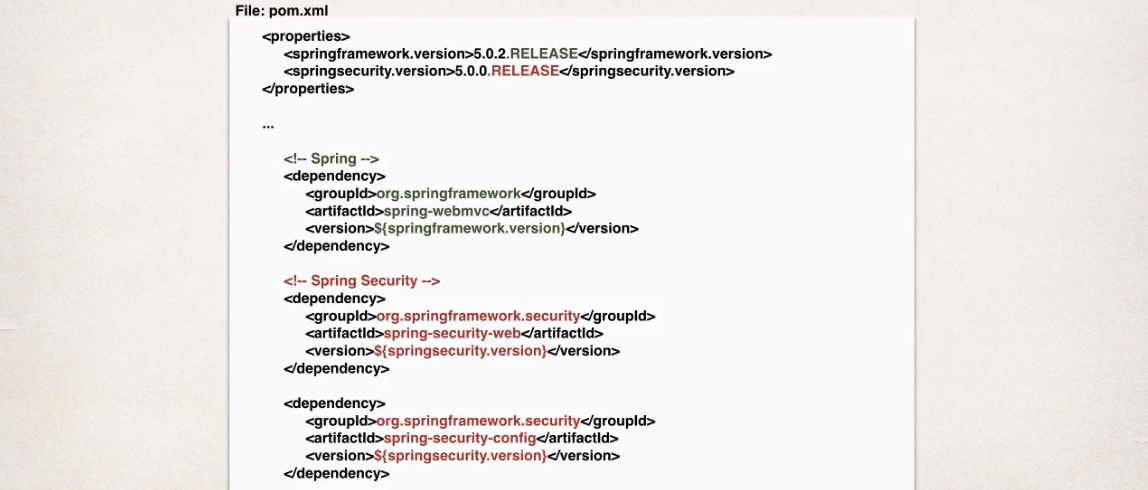 File: pom.xml
<properties>
<springframework.version>5.0.2.RELEASE</springframework.version>
<springsecurity.version>5.0.0.RELEASE</springsecurity.version>
</properties>
...
<!-- Spring -->
<dependency>
<groupId>org.springframework</groupId>
<artifactId>spring-webmvc</artifactId>
<version>${springframework.version}</version>
</dependency>
<!-- Spring Security -->
<dependency>
<groupId>org.springframework.security</groupId>
<artifactId>spring-security-web</artifactId>
<version>${springsecurity.version}</version>
</dependency>
<dependency>
<groupId>org.springframework.security</groupId>
<artifactId>spring-security-config</artifactId>
<version>${springsecurity.version}</version>
</dependency>